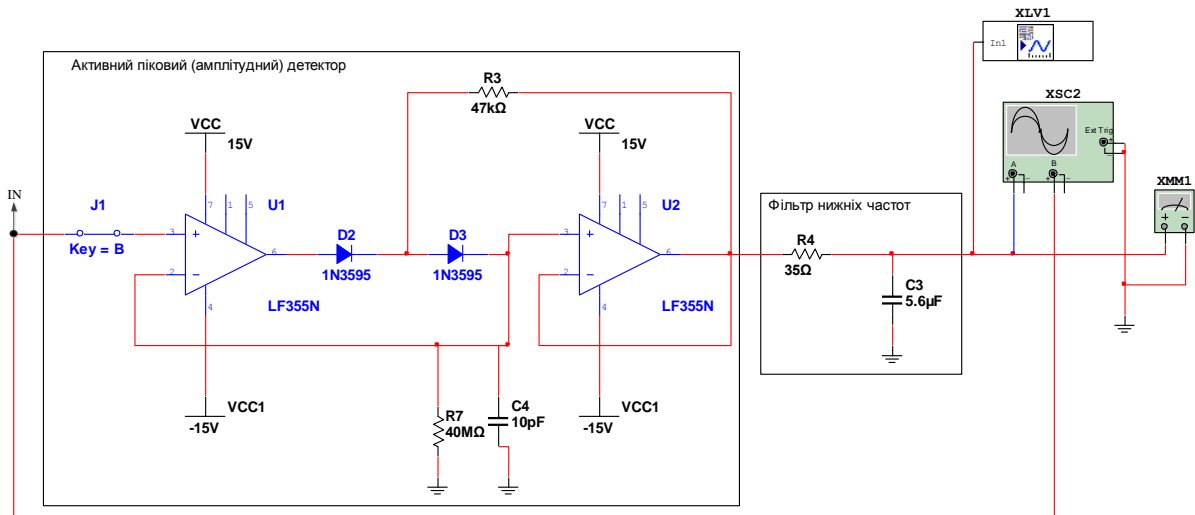 XLV1
In1
Активний піковий (амплітудний) детектор
R3
47kΩ
XSC2
Ext Trig
+
−
A
B
+ − + −
VCC
15V
VCC
15V
IN
J1
Key = B
7 1 5
U1
3 +
2 −
6
4
LF355N
D2
1N3595
D3
1N3595
7 1 5
U2
3 +
2 −
6
4
LF355N
Фільтр нижніх частот
R4
35Ω
C3
5.6µF
XMM1
+ −
VCC1
-15V
R7
40MΩ
C4
10pF
VCC1
-15V